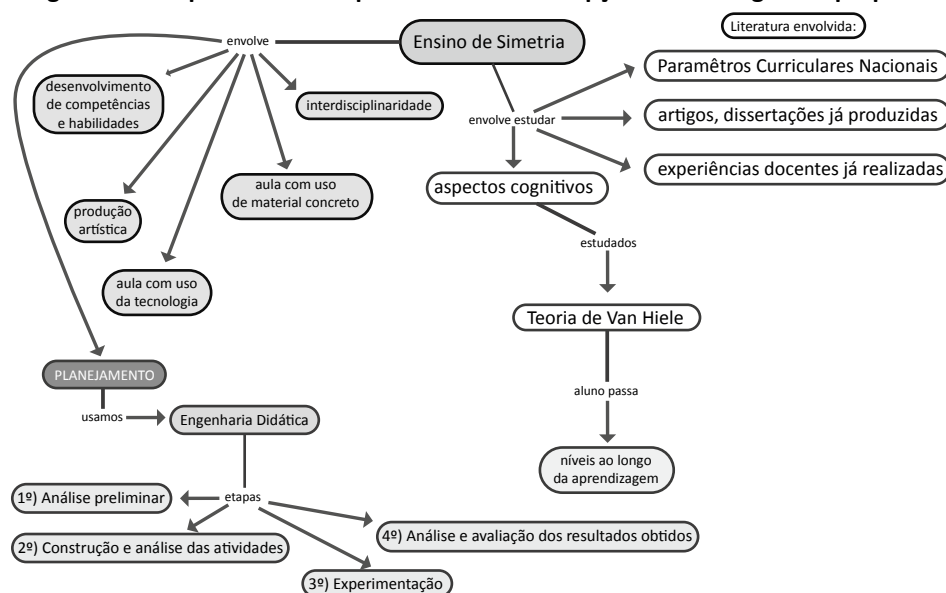 Ensino de Simetria
envolve
desenvolvimento
de competências
e habilidades
interdisciplinaridade
produção
artística
aula com uso
de material concreto
aula com uso
da tecnologia
PLANEJAMENTO
usamos
Engenharia Didática
etapas
1º) Análise preliminar
2º) Construção e análise das atividades
3º) Experimentação
4º) Análise e avaliação dos resultados obtidos
envolve estudar
Literatura envolvida:
Paramêtros Curriculares Nacionais
artigos, dissertações já produzidas
experiências docentes já realizadas
aspectos cognitivos
estudados
Teoria de Van Hiele
aluno passa
níveis ao longo
da aprendizagem